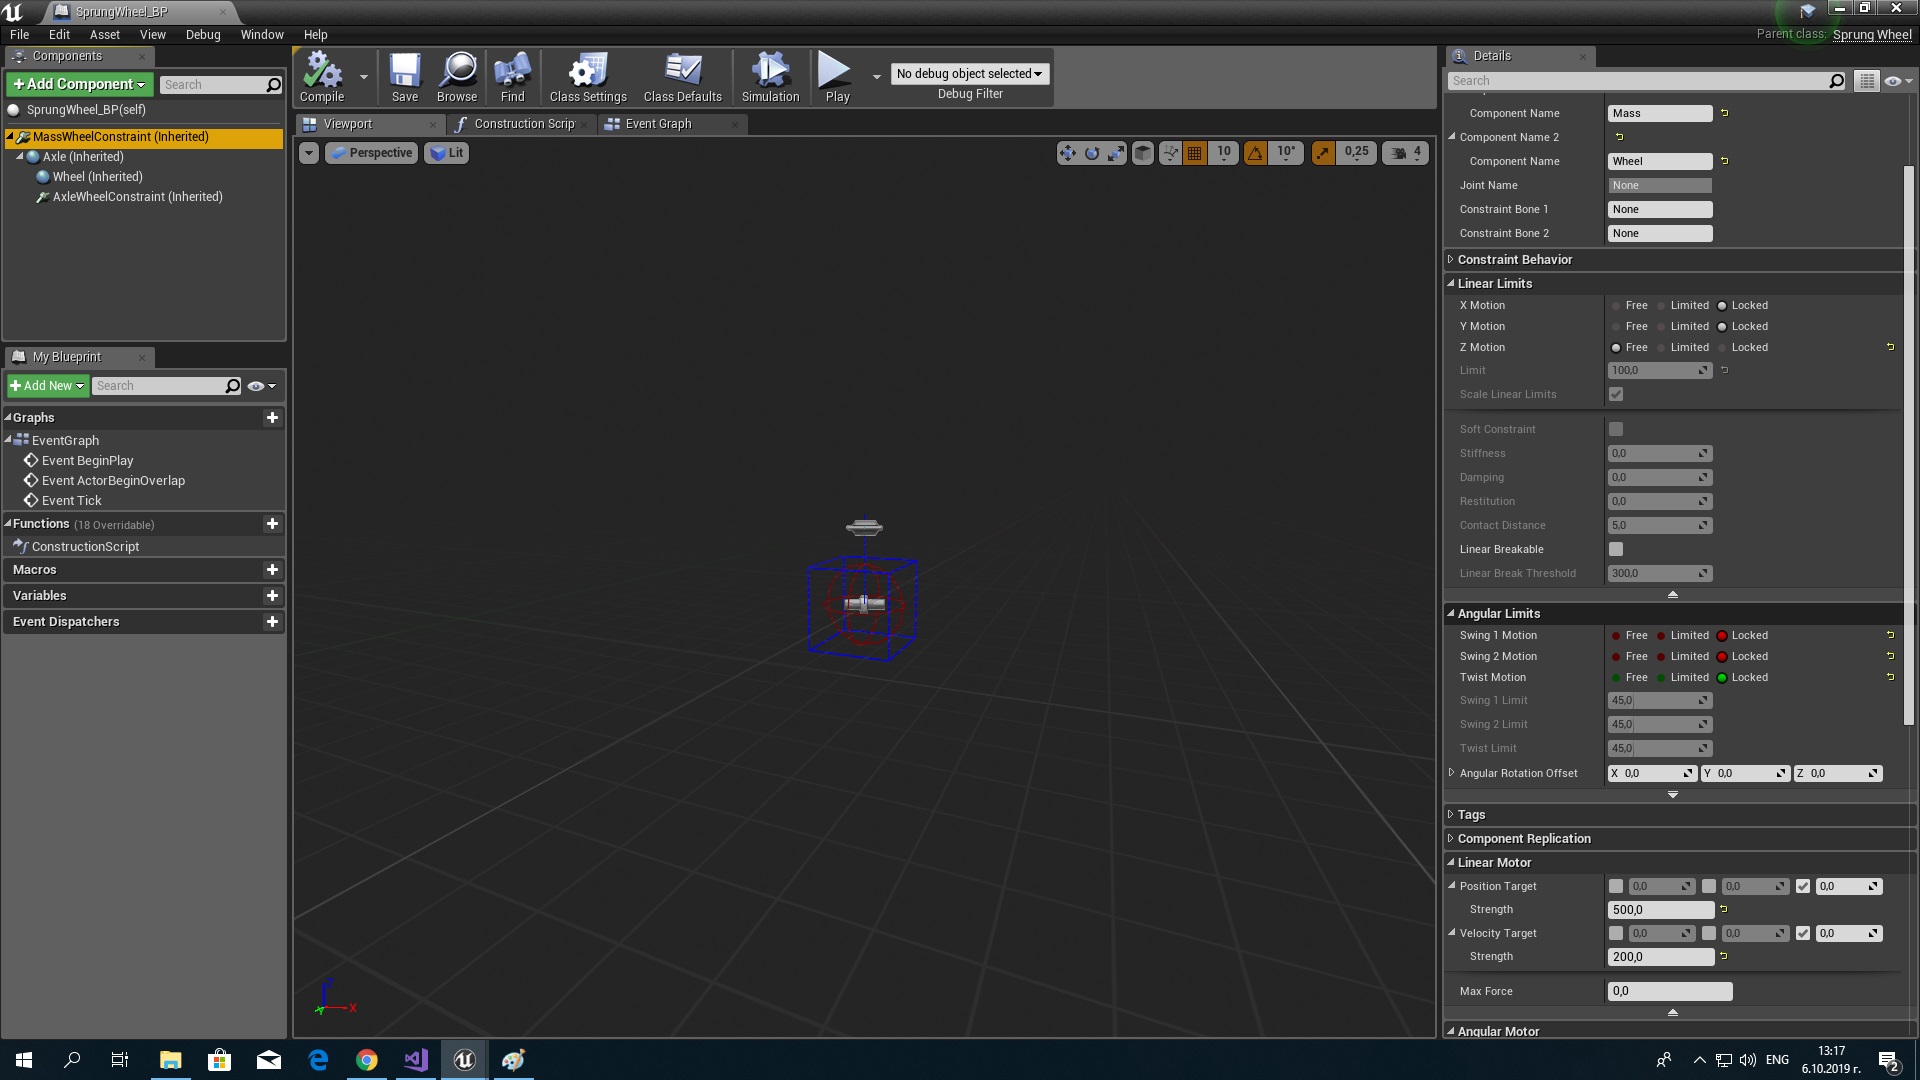 SprungWheel_BP
File Edit Asset View Debug Window Help
Parent class: Sprung Wheel
Components
Add Component
Search
SprungWheel_BP(self)
MassWheelConstraint (Inherited)
Axle (Inherited)
Wheel (Inherited)
AxleWheelConstraint (Inherited)
My Blueprint
Add New
Search
Graphs
EventGraph
Event BeginPlay
Event ActorBeginOverlap
Event Tick
Functions (18 Overridable)
ConstructionScript
Macros
Variables
Event Dispatchers
Compile
Save
Browse
Find
Class Settings
Class Defaults
Simulation
Play
No debug object selected
Debug Filter
Viewport
Construction Scrip
Event Graph
Perspective
Lit
10
10°
0,25
4
Z
X
Y
Details
Search
Component Name Mass
Component Name 2
Component Name Wheel
Joint Name None
Constraint Bone 1 None
Constraint Bone 2 None
Constraint Behavior
Linear Limits
X Motion Free Limited Locked
Y Motion Free Limited Locked
Z Motion Free Limited Locked
Limit 100,0
Scale Linear Limits
Soft Constraint
Stiffness 0,0
Damping 0,0
Restitution 0,0
Contact Distance 5,0
Linear Breakable
Linear Break Threshold 300,0
Angular Limits
Swing 1 Motion Free Limited Locked
Swing 2 Motion Free Limited Locked
Twist Motion Free Limited Locked
Swing 1 Limit 45,0
Swing 2 Limit 45,0
Twist Limit 45,0
Angular Rotation Offset X 0,0 Y 0,0 Z 0,0
Tags
Component Replication
Linear Motor
Position Target 0,0 0,0 0,0
Strength 500,0
Velocity Target 0,0 0,0 0,0
Strength 200,0
Max Force 0,0
Angular Motor
ENG
13:17
6.10.2019 г.
2